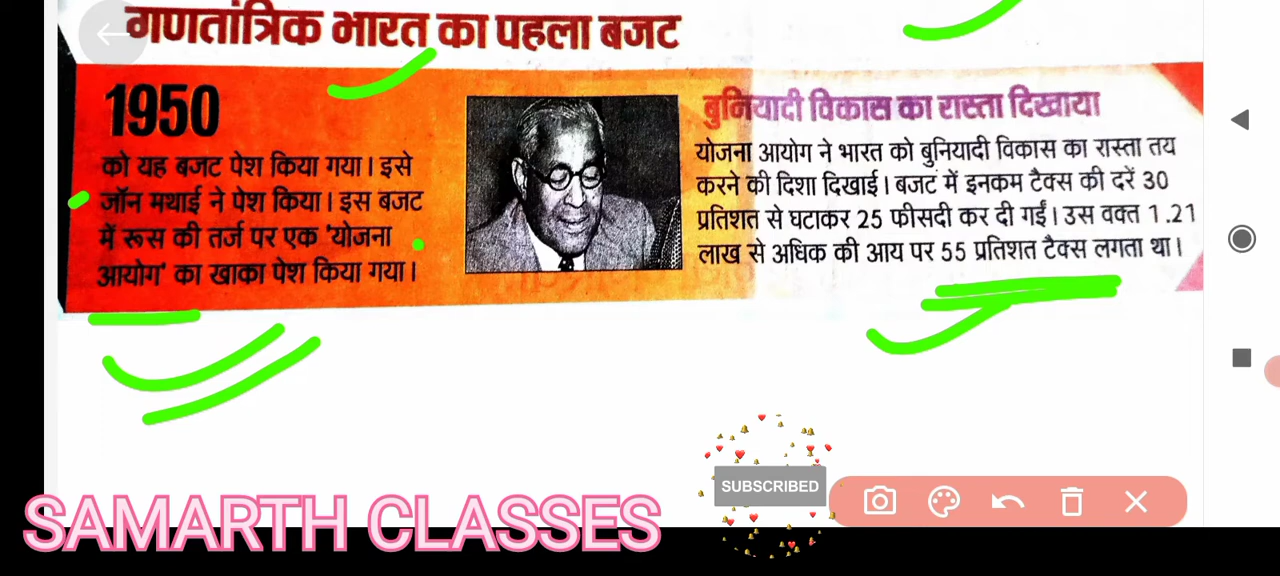 गणतांत्रिक भारत का पहला बजट
1950
को यह बजट पेश किया गया। इसे
जॉन मथाई ने पेश किया। इस बजट
में रूस की तर्ज पर एक 'योजना
आयोग' का खाका पेश किया गया।
बुनियादी विकास का रास्ता दिखाया
योजना आयोग ने भारत को बुनियादी विकास का रास्ता तय
करने की दिशा दिखाई। बजट में इनकम टैक्स की दरें 30
प्रतिशत से घटाकर 25 फीसदी कर दी गईं। उस वक्त 1.21
लाख से अधिक की आय पर 55 प्रतिशत टैक्स लगता था।
SUBSCRIBED
SAMARTH CLASSES